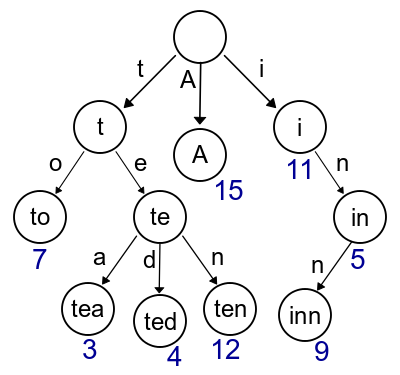 t A i
t A i
15 11
o e n
to te in
7 5
a d n n
tea ted ten inn
3 4 12 9